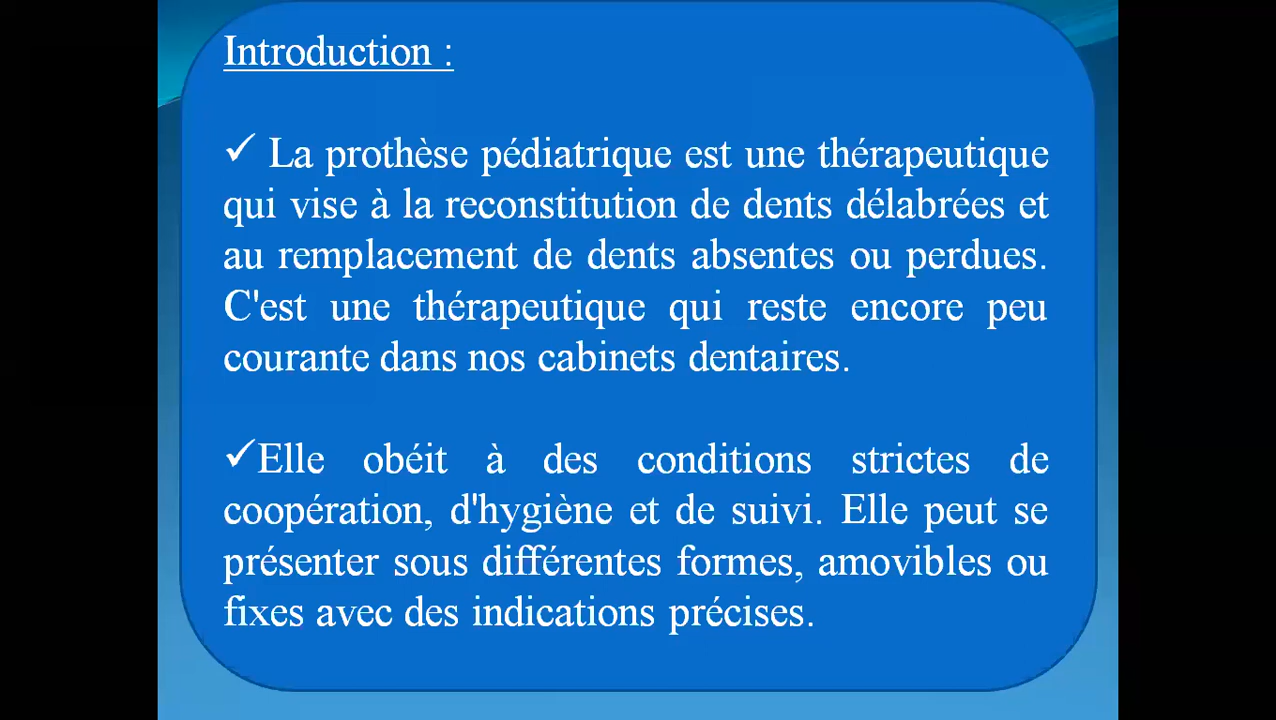 Introduction :
✓ La prothèse pédiatrique est une thérapeutique
qui vise à la reconstitution de dents délabrées et
au remplacement de dents absentes ou perdues.
C'est une thérapeutique qui reste encore peu
courante dans nos cabinets dentaires.
✓Elle obéit à des conditions strictes de
coopération, d'hygiène et de suivi. Elle peut se
présenter sous différentes formes, amovibles ou
fixes avec des indications précises.